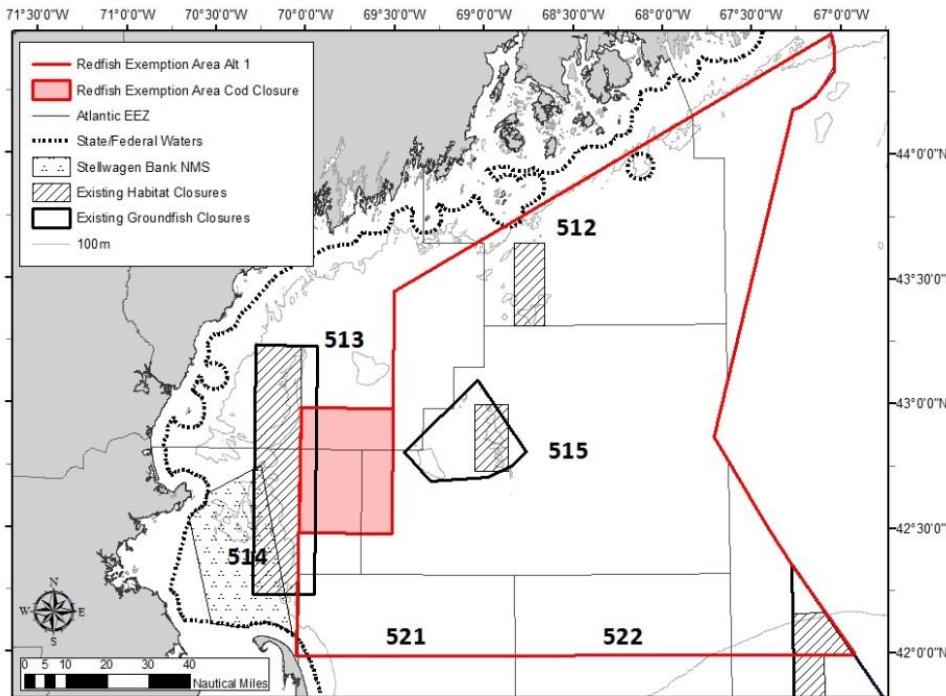 71°30'0"W 71°0'0"W 70°30'0"W 70°0'0"W 69°30'0"W 69°0'0"W 68°30'0"W 68°0'0"W 67°30'0"W 67°0'0"W
Redfish Exemption Area Alt 1
Redfish Exemption Area Cod Closure
Atlantic EEZ
State/Federal Waters
Stellwagen Bank NMS
Existing Habitat Closures
Existing Groundfish Closures
100m
44°0'0"N
512
43°30'0"N
513
43°0'0"N
515
42°30'0"N
514
521
522
42°0'0"N
N
W E
S
0 5 10 20 30 40
Nautical Miles